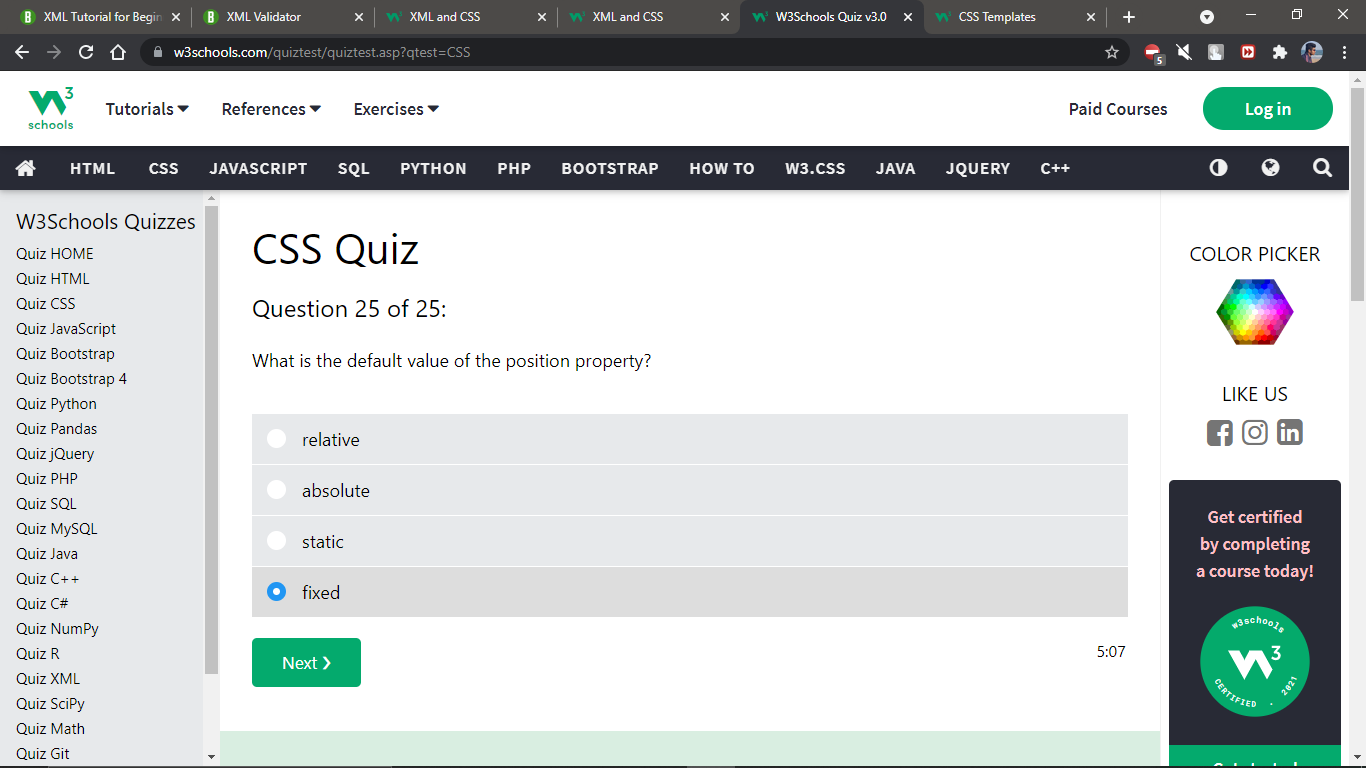 XML Tutorial for Begin
XML Validator
XML and CSS
XML and CSS
W3Schools Quiz v3.0
CSS Templates
w3schools.com/quiztest/quiztest.asp?qtest=CSS
5
3
schools
Tutorials
References
Exercises
Paid Courses
Log in
HTML
CSS
JAVASCRIPT
SQL
PYTHON
PHP
BOOTSTRAP
HOW TO
W3.CSS
JAVA
JQUERY
C++
W3Schools Quizzes
Quiz HOME
Quiz HTML
Quiz CSS
Quiz JavaScript
Quiz Bootstrap
Quiz Bootstrap 4
Quiz Python
Quiz Pandas
Quiz jQuery
Quiz PHP
Quiz SQL
Quiz MySQL
Quiz Java
Quiz C++
Quiz C#
Quiz NumPy
Quiz R
Quiz XML
Quiz SciPy
Quiz Math
Quiz Git
CSS Quiz
Question 25 of 25:
What is the default value of the position property?
relative
absolute
static
fixed
Next ❯
5:07
COLOR PICKER
LIKE US
Get certified
by completing
a course today!
w3schools
3
CERTIFIED . 2021